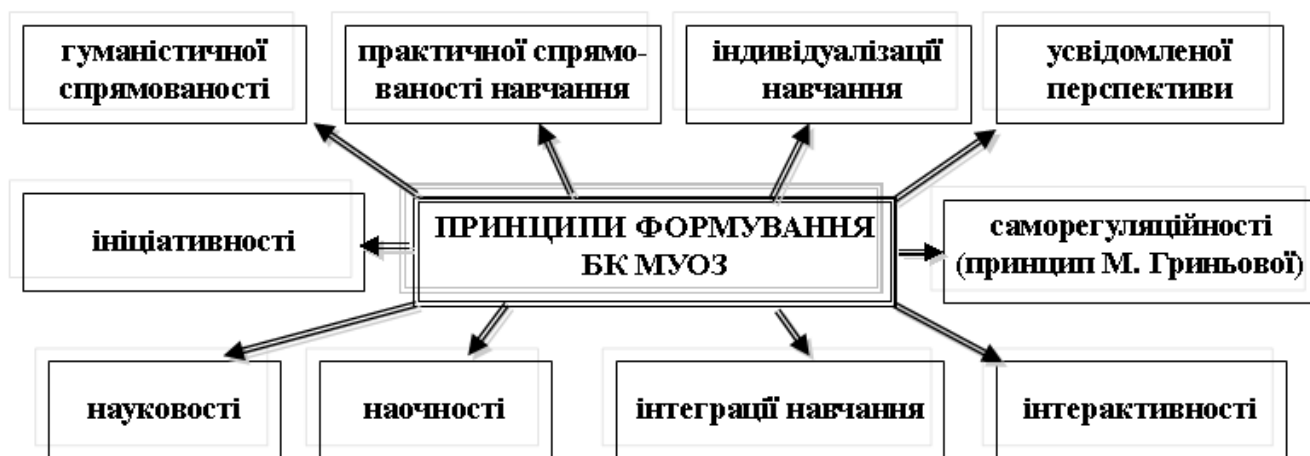 гуманістичної
спрямованості
практичної спрямо-
ваності навчання
індивідуалізації
навчання
усвідомленої
перспективи
ініціативності
ПРИНЦИПИ ФОРМУВАННЯ
БК МУОЗ
саморегуляційності
(принцип М. Гриньової)
науковості
наочності
інтеграції навчання
інтерактивності